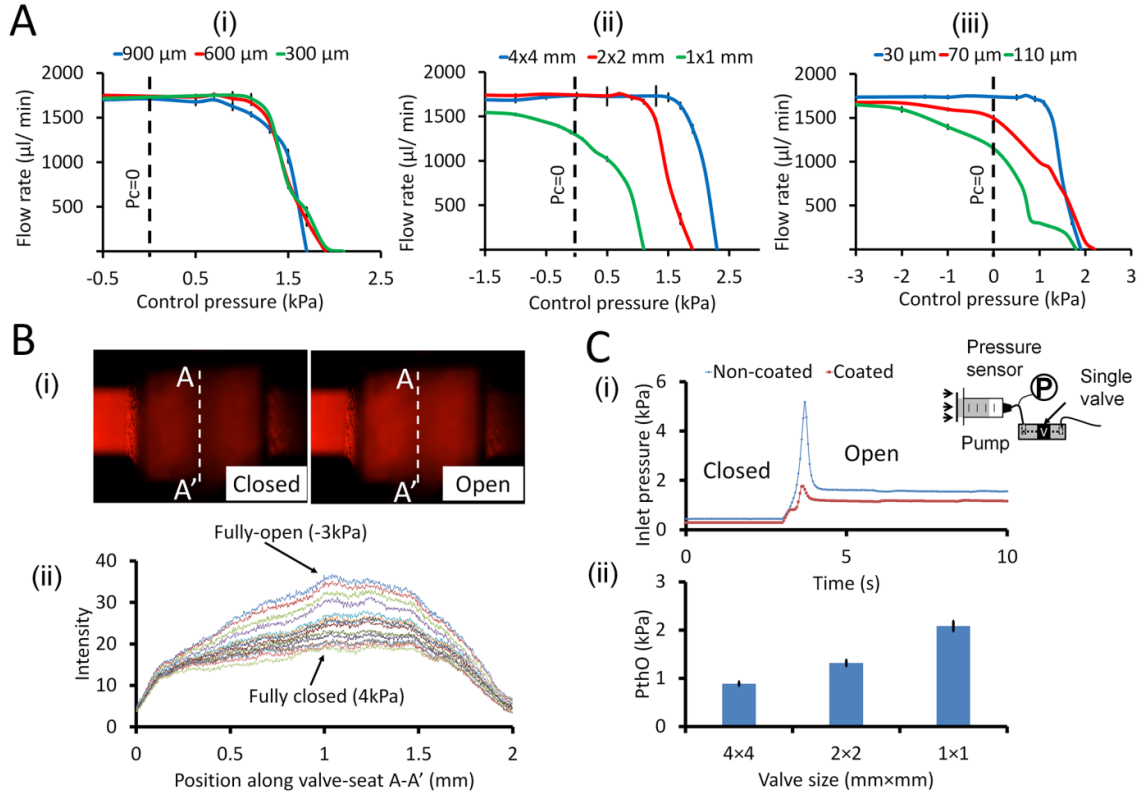 A
(i)
900 μm 600 μm 300 μm
Flow rate (μl/ min)
2000
1500
1000
500
Pc=0
-0.5 0.5 1.5 2.5
Control pressure (kPa)
(ii)
4x4 mm 2x2 mm 1x1 mm
Flow rate (μl/ min)
2000
1500
1000
500
Pc=0
-1.5 -0.5 0.5 1.5 2.5
Control pressure (kPa)
(iii)
30 μm 70 μm 110 μm
Flow rate (μl/ min)
2000
1500
1000
500
Pc=0
-3 -2 -1 0 1 2 3
Control pressure (kPa)
B
(i)
A
A'
Closed
A
A'
Open
(ii)
Fully-open (-3kPa)
Fully closed (4kPa)
Intensity
40
30
20
10
0
0 0.5 1 1.5 2
Position along valve-seat A-A' (mm)
C
(i)
Non-coated Coated
Inlet pressure (kPa)
6
4
2
0
Closed
Open
0 5 10
Time (s)
Pressure
sensor
P
Single
valve
V
Pump
(ii)
PthO (kPa)
3
2
1
0
4×4 2×2 1×1
Valve size (mm×mm)